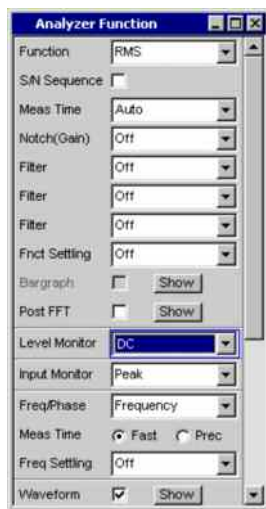 Analyzer Function
Function RMS
S/N Sequence
Meas Time Auto
Notch(Gain) Off
Filter Off
Filter Off
Filter Off
Fnct Settling Off
Bargraph Show
Post FFT Show
Level Monitor DC
Input Monitor Peak
Freq/Phase Frequency
Meas Time Fast Prec
Freq Settling Off
Waveform Show